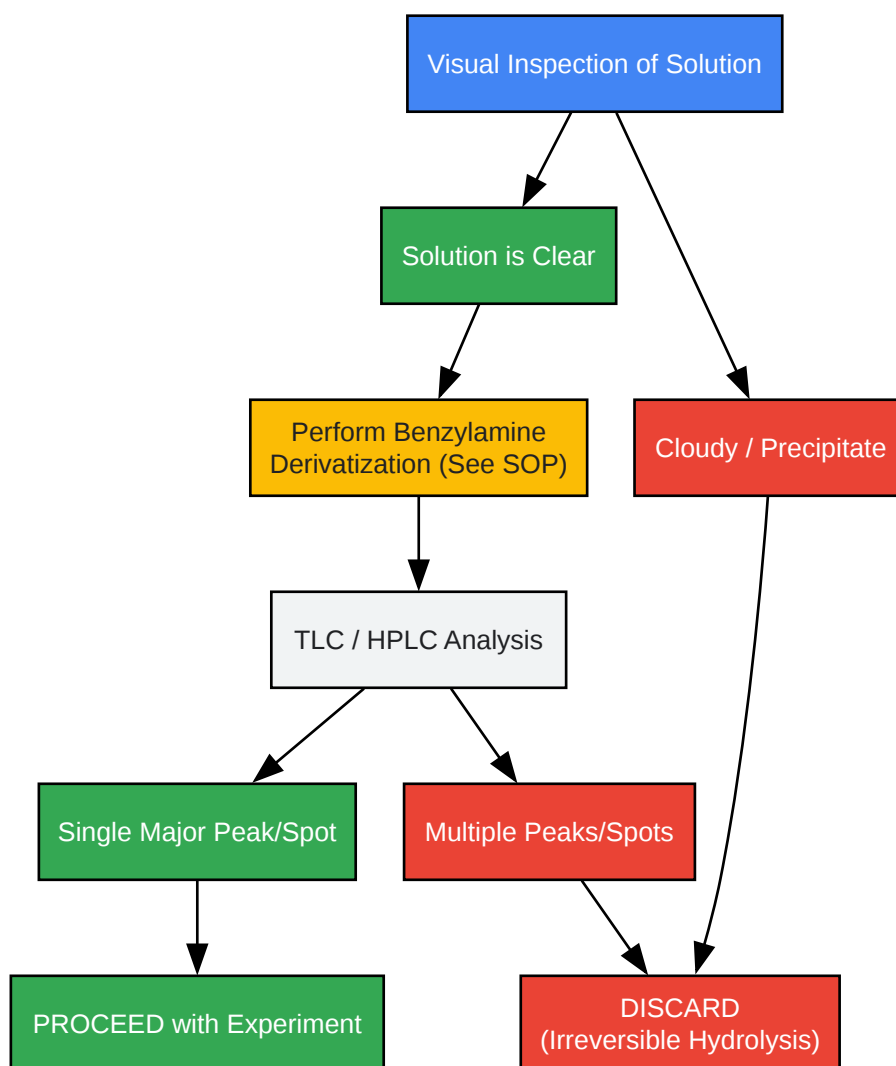 Visual Inspection of Solution
Solution is Clear
Perform Benzylamine
Derivatization (See SOP)
Cloudy / Precipitate
TLC / HPLC Analysis
Single Major Peak/Spot
Multiple Peaks/Spots
PROCEED with Experiment
DISCARD
(Irreversible Hydrolysis)